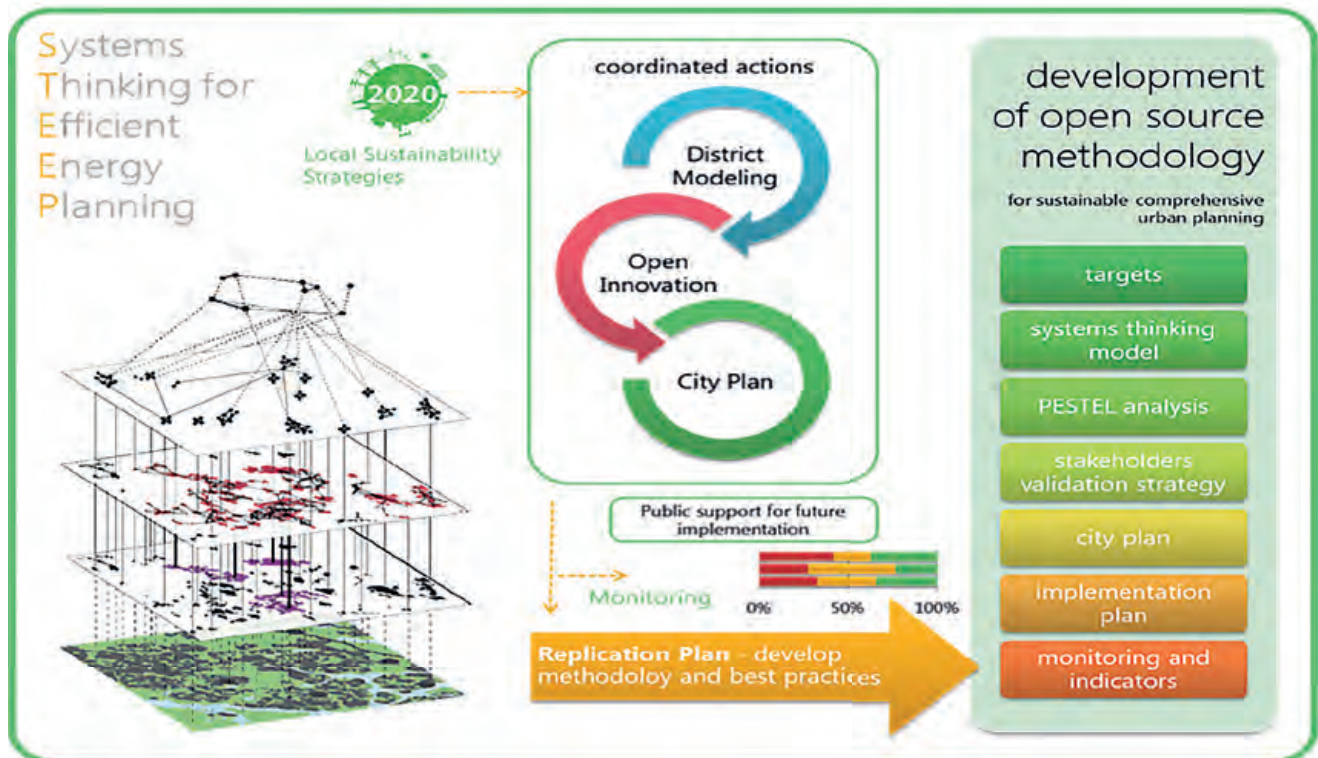 Systems
Thinking for
Efficient
Energy
Planning
2020
Local Sustainability
Strategies
coordinated actions
District
Modeling
Open
Innovation
City Plan
Public support for future
implementation
Monitoring
0% 50% 100%
Replication Plan - develop
methodoloy and best practices
development
of open source
methodology
for sustainable comprehensive
urban planning
targets
systems thinking
model
PESTEL analysis
stakeholders
validation strategy
city plan
implementation
plan
monitoring and
indicators